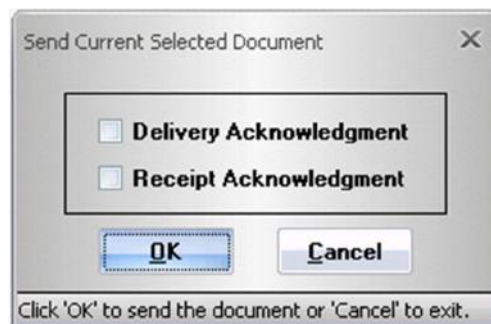 Send Current Selected Document
Delivery Acknowledgment
Receipt Acknowledgment
OK
Cancel
Click 'OK' to send the document or 'Cancel' to exit.